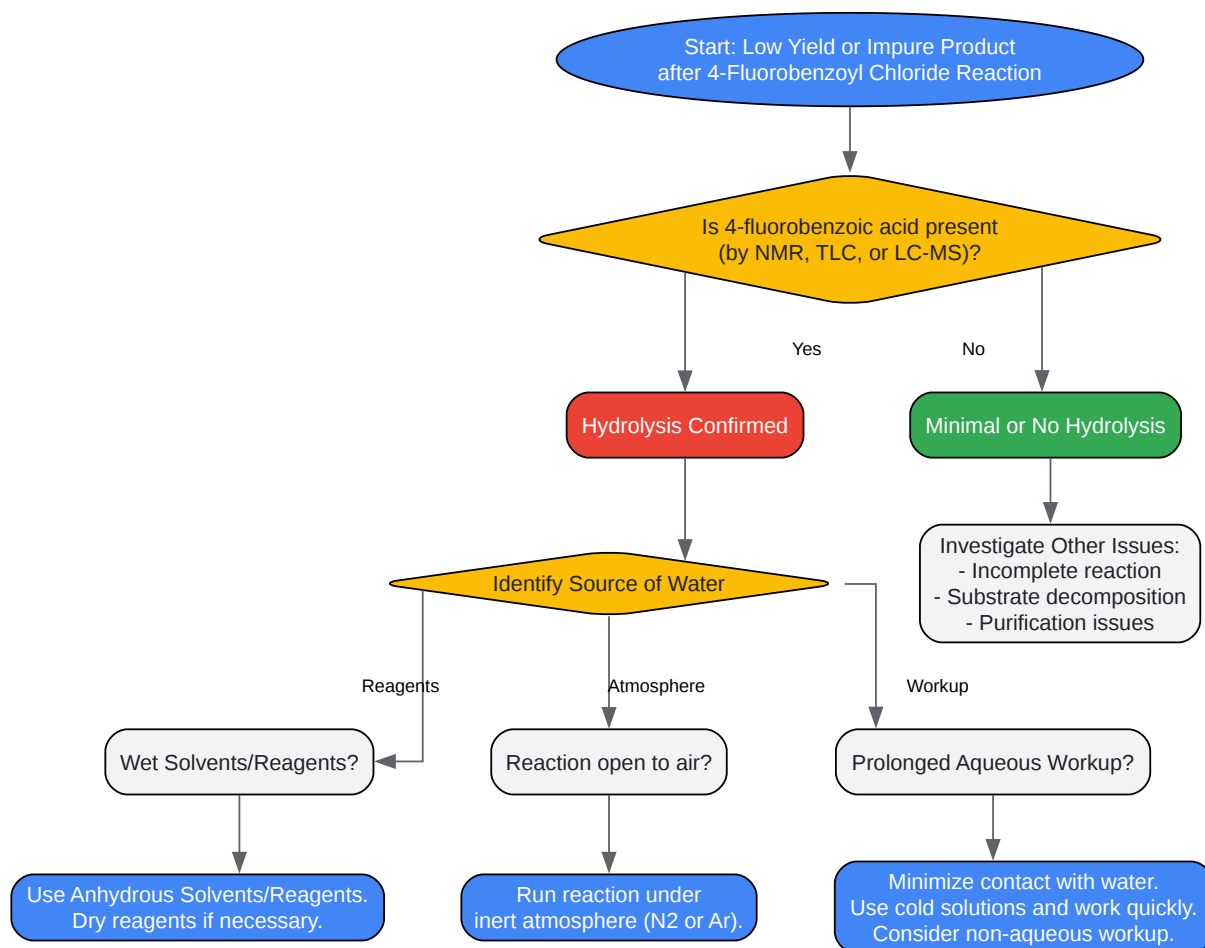 Start: Low Yield or Impure Product
after 4-Fluorobenzoyl Chloride Reaction
Is 4-fluorobenzoic acid present
(by NMR, TLC, or LC-MS)?
Yes
No
Hydrolysis Confirmed
Minimal or No Hydrolysis
Investigate Other Issues:
- Incomplete reaction
- Substrate decomposition
- Purification issues
Identify Source of Water
Reagents
Atmosphere
Workup
Wet Solvents/Reagents?
Reaction open to air?
Prolonged Aqueous Workup?
Use Anhydrous Solvents/Reagents.
Dry reagents if necessary.
Run reaction under
inert atmosphere (N2 or Ar).
Minimize contact with water.
Use cold solutions and work quickly.
Consider non-aqueous workup.